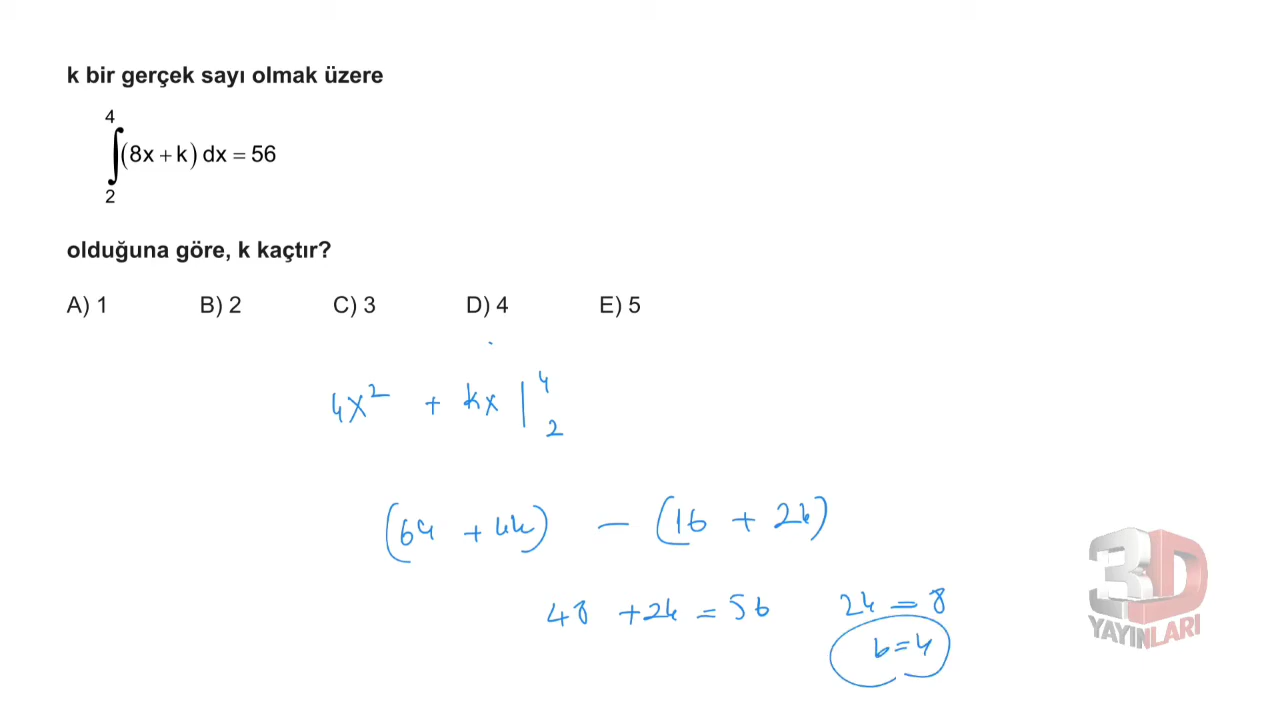 k bir gerçek sayı olmak üzere
4
∫(8x + k) dx = 56
2
olduğuna göre, k kaçtır?
A) 1 B) 2 C) 3 D) 4 E) 5
4x² + kx |⁴₂
(64 + 4k) − (16 + 2k)
48 + 2k = 56 2k = 8
k = 4
3D
YAYINLARI